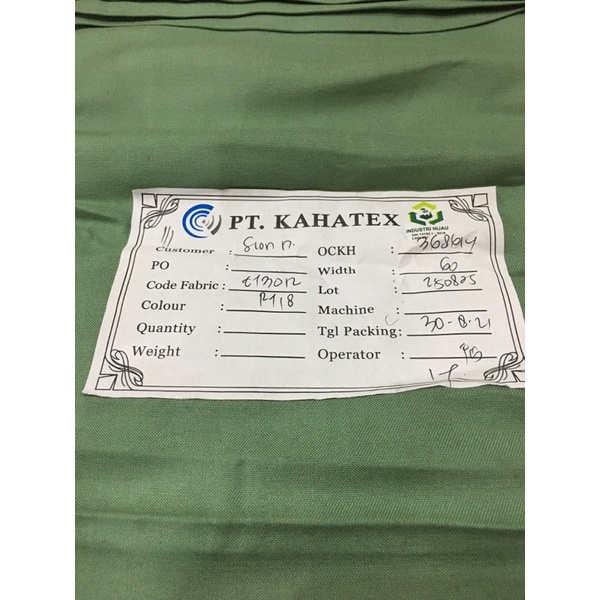 PT. KAHATEX
INDUSTRI HIJAU
Customer : Sion n. OCKH :
PO : Width : 60
Code Fabric : Lot : 250825
Colour : Machine :
Quantity : Tgl Packing : 30-8-21
Weight : Operator :